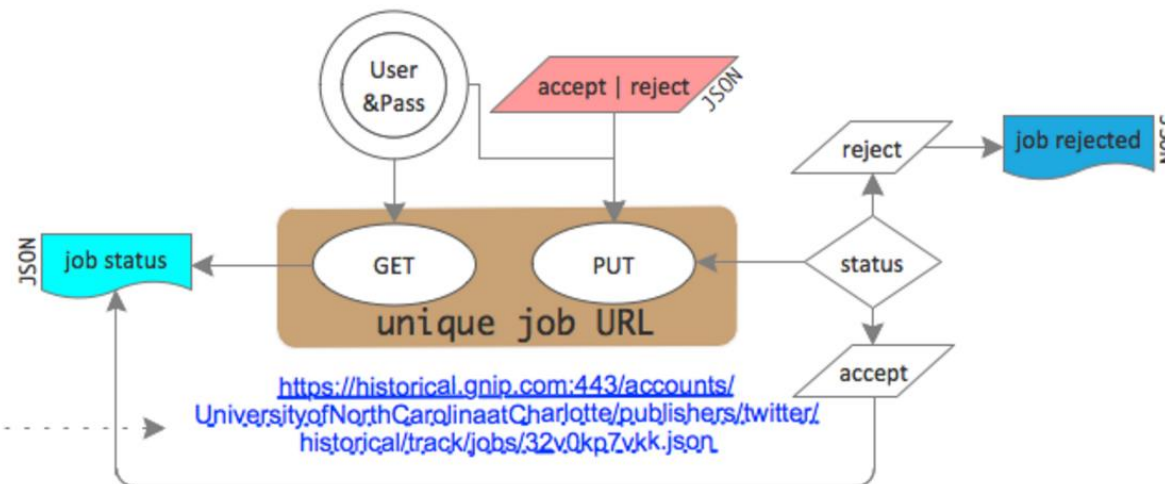 User
&Pass
accept | reject
JSON
reject
job rejected
JSON
job status
GET
PUT
status
unique job URL
accept
https://historical.gnip.com:443/accounts/
UniversityofNorthCarolinaatCharlotte/publishers/twitter/
historical/track/jobs/32v0kp7vkk.json